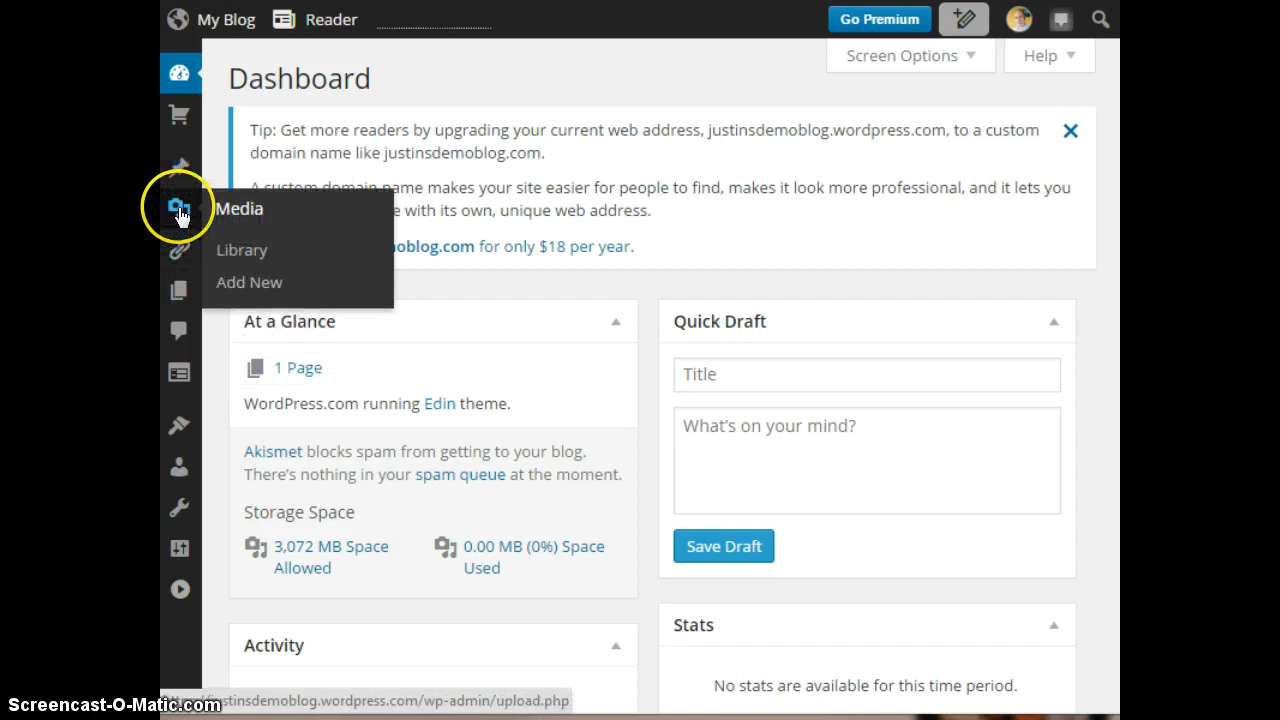 My Blog Reader
Go Premium
Screen Options Help
Dashboard
Tip: Get more readers by upgrading your current web address, justinsdemoblog.wordpress.com, to a custom
domain name like justinsdemoblog.com.
A custom domain name makes your site easier for people to find, makes it look more professional, and it lets you
e with its own, unique web address.
oblog.com for only $18 per year.
Media
Library
Add New
At a Glance
1 Page
WordPress.com running Edin theme.
Akismet blocks spam from getting to your blog.
There's nothing in your spam queue at the moment.
Storage Space
3,072 MB Space
Allowed
0.00 MB (0%) Space
Used
Activity
Quick Draft
Title
What's on your mind?
Save Draft
Stats
No stats are available for this time period.
justinsdemoblog.wordpress.com/wp-admin/upload.php
Screencast-O-Matic.com